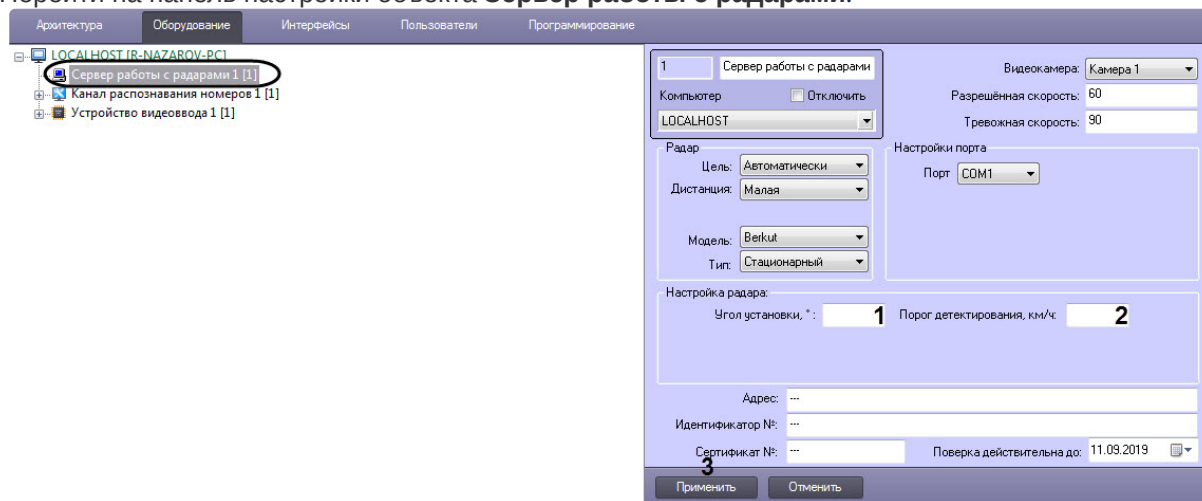 Перейти на панель настройки объекта Сервер работы с радарами.
Архитектура Оборудование Интерфейсы Пользователи Программирование
LOCALHOST [R-NAZAROV-PC]
Сервер работы с радарами 1 [1]
Канал распознавания номеров 1 [1]
Устройство видеоввода 1 [1]
1 Сервер работы с радарами
Компьютер Отключить
LOCALHOST
Видеокамера: Камера 1
Разрешённая скорость: 60
Тревожная скорость: 90
Радар
Цель: Автоматически
Дистанция: Малая
Модель: Berkut
Тип: Стационарный
Настройки порта
Порт COM1
Настройка радара:
Угол установки, ° : 1 Порог детектирования, км/ч: 2
Адрес: ---
Идентификатор №: ---
Сертификат №: --- Поверка действительна до: 11.09.2019
3
Применить Отменить